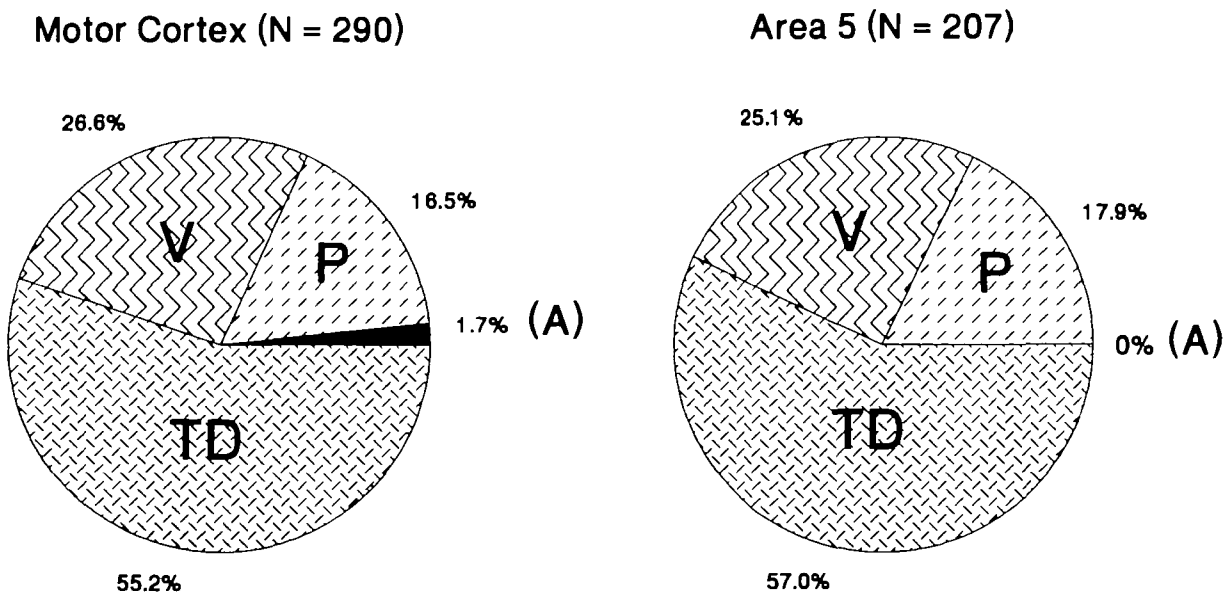 Motor Cortex (N = 290)
26.6%
V
16.5%
P
1.7% (A)
TD
55.2%
Area 5 (N = 207)
25.1%
V
17.9%
P
0% (A)
TD
57.0%